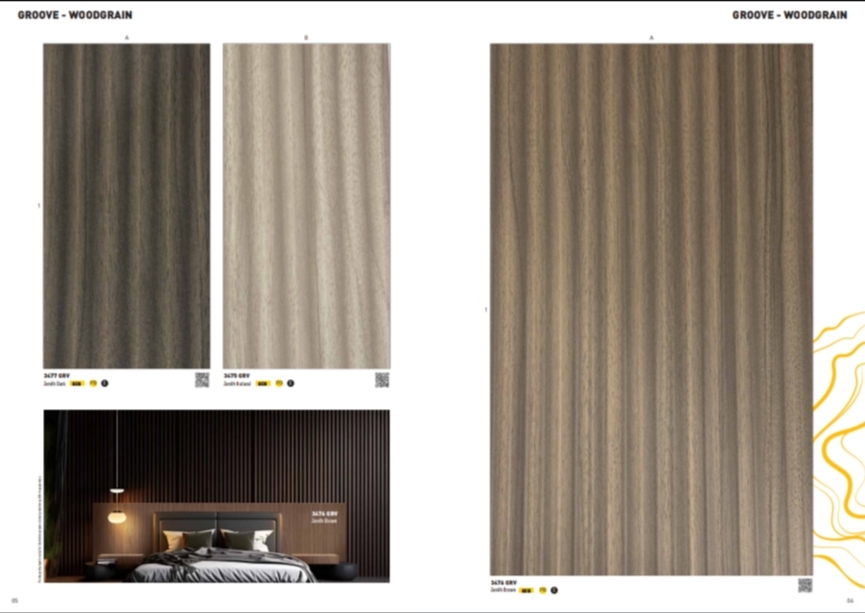 GROOVE - WOODGRAIN
GROOVE - WOODGRAIN
A
B
A
1
1
3477 GRV
Zenith Dark
3475 GRV
Zenith Natural
3476 GRV
Zenith Brown
3476 GRV
Zenith Brown
05
06